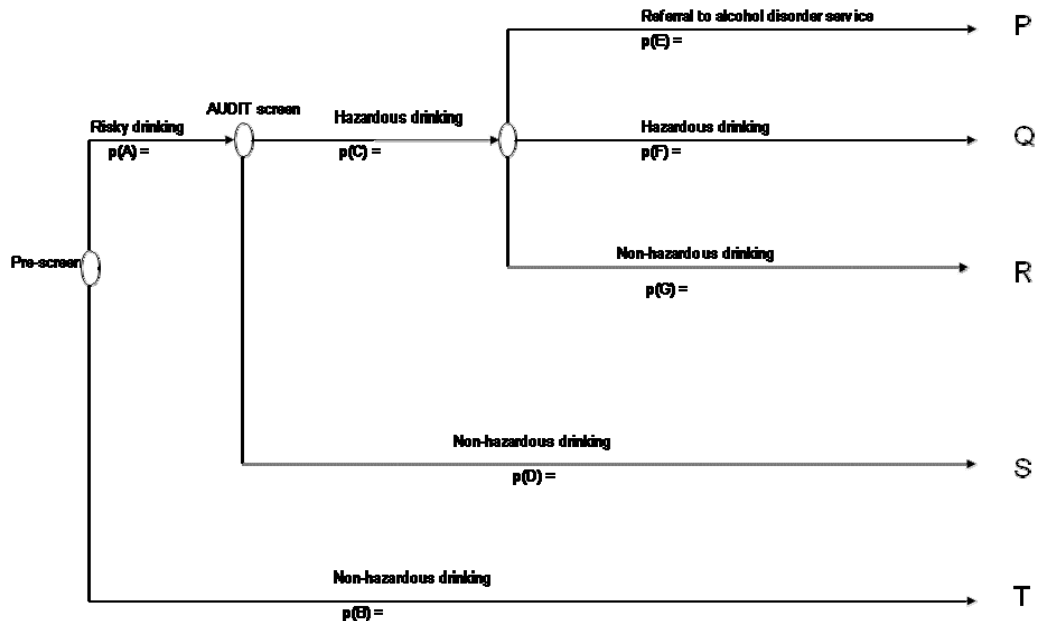 Referral to alcohol disorder service
p(E) =
P
AUDIT screen
Risky drinking
p(A) =
Hazardous drinking
p(C) =
Hazardous drinking
p(F) =
Q
Pre-screen
Non-hazardous drinking
p(G) =
R
Non-hazardous drinking
p(D) =
S
Non-hazardous drinking
p(B) =
T